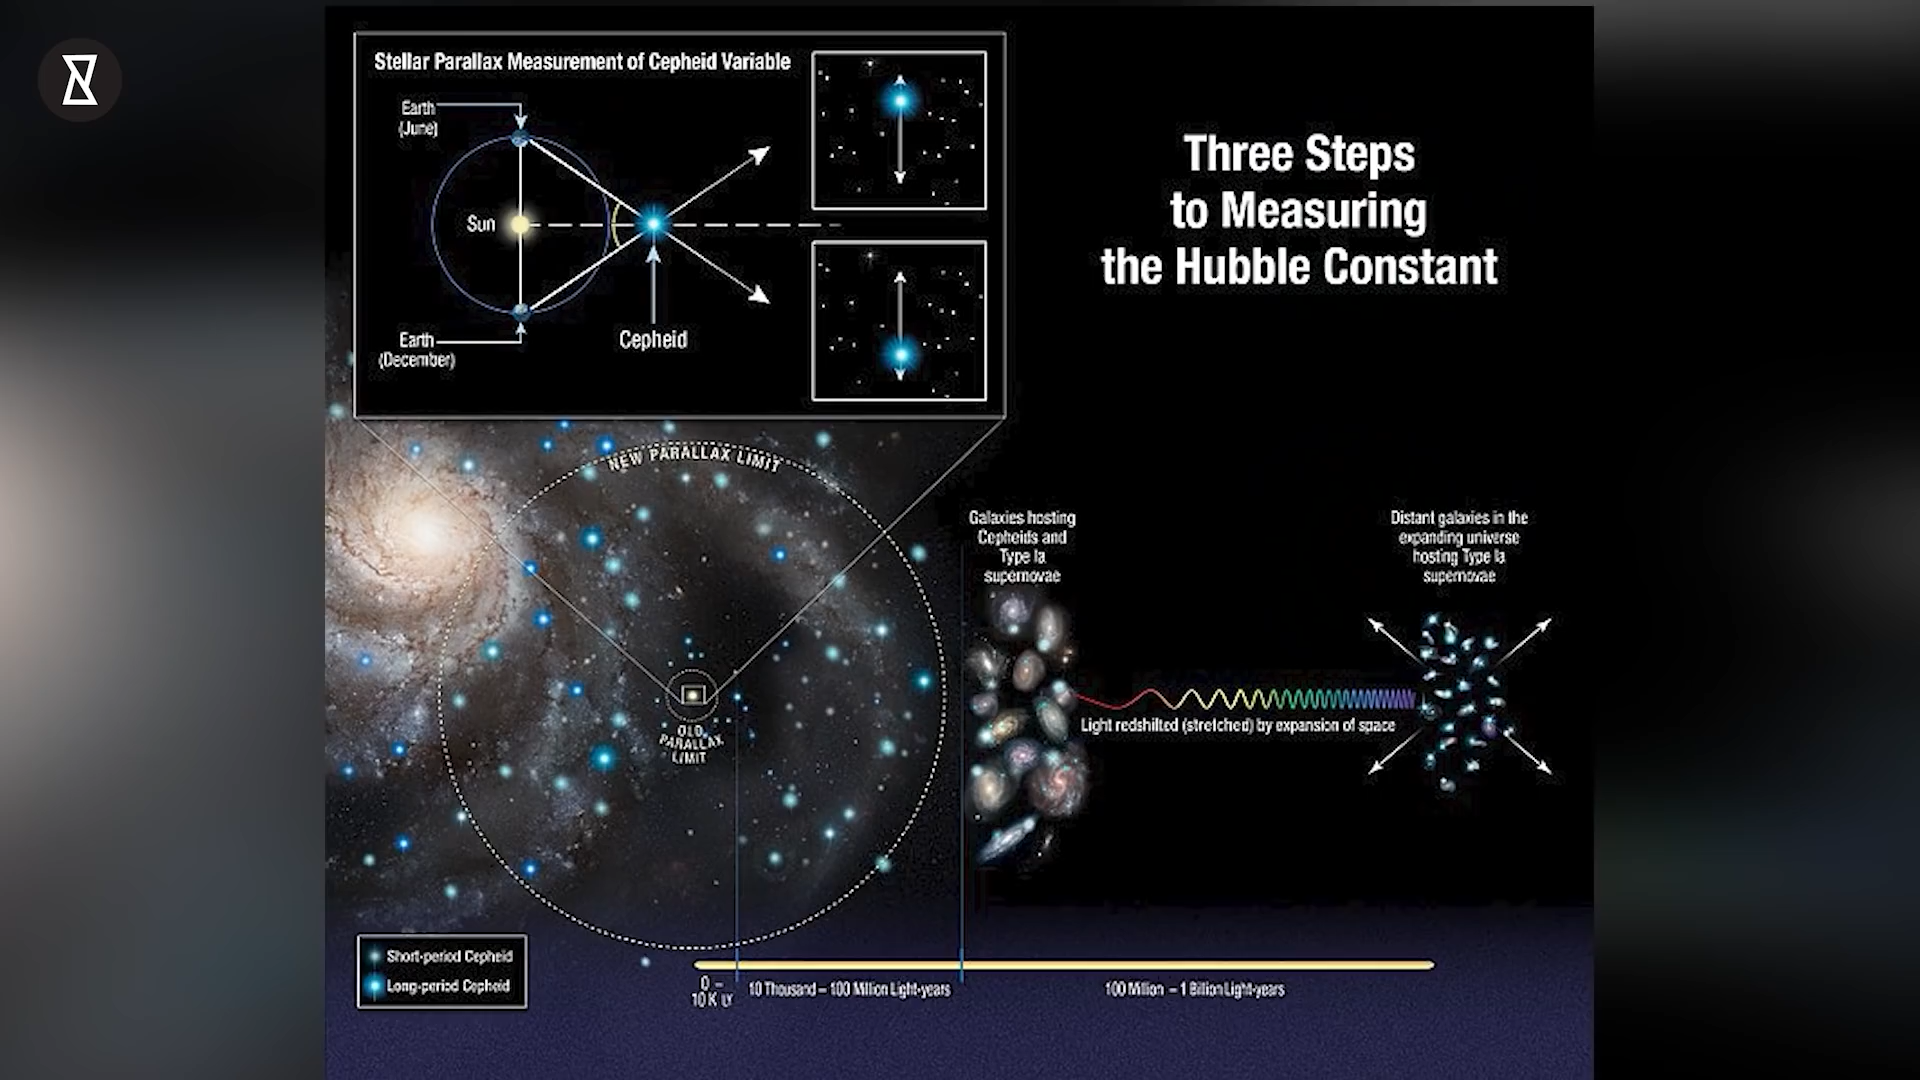 Stellar Parallax Measurement of Cepheid Variable
Earth
(June)
Sun
Earth
(December)
Cepheid
Three Steps
to Measuring
the Hubble Constant
NEW PARALLAX LIMIT
OLD
PARALLAX
LIMIT
Galaxies hosting
Cepheids and
Type Ia
supernovae
Distant galaxies in the
expanding universe
hosting Type Ia
supernovae
Light redshifted (stretched) by expansion of space
Short-period Cepheid
Long-period Cepheid
0 –
10K LY
10 Thousand – 100 Million Light-years
100 Million – 1 Billion Light-years